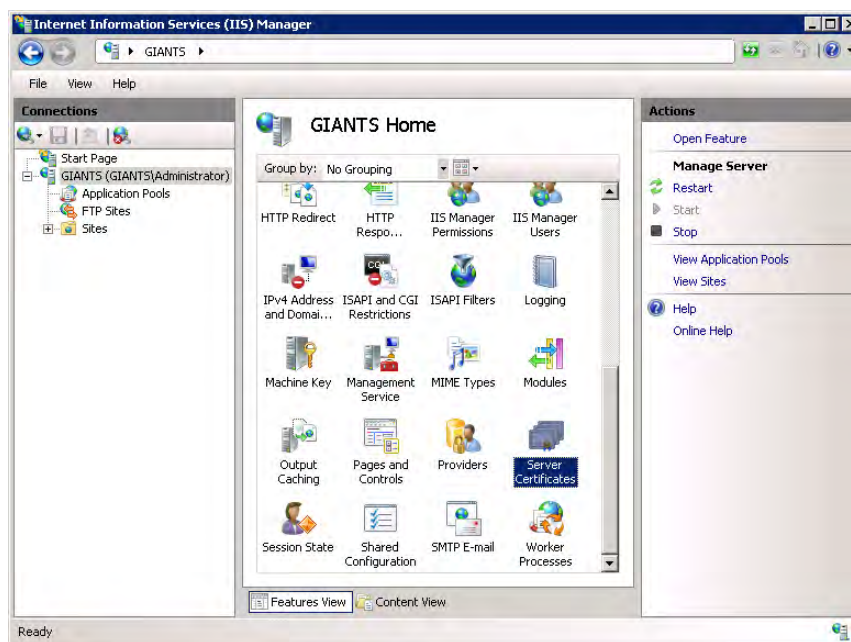 Internet Information Services (IIS) Manager
GIANTS
File View Help
Connections
Start Page
GIANTS (GIANTS\Administrator)
Application Pools
FTP Sites
Sites
GIANTS Home
Group by: No Grouping
HTTP Redirect
HTTP Respo...
IIS Manager Permissions
IIS Manager Users
IPv4 Address and Domai...
ISAPI and CGI Restrictions
ISAPI Filters
Logging
Machine Key
Management Service
MIME Types
Modules
Output Caching
Pages and Controls
Providers
Server Certificates
Session State
Shared Configuration
SMTP E-mail
Worker Processes
Features View
Content View
Actions
Open Feature
Manage Server
Restart
Start
Stop
View Application Pools
View Sites
Help
Online Help
Ready